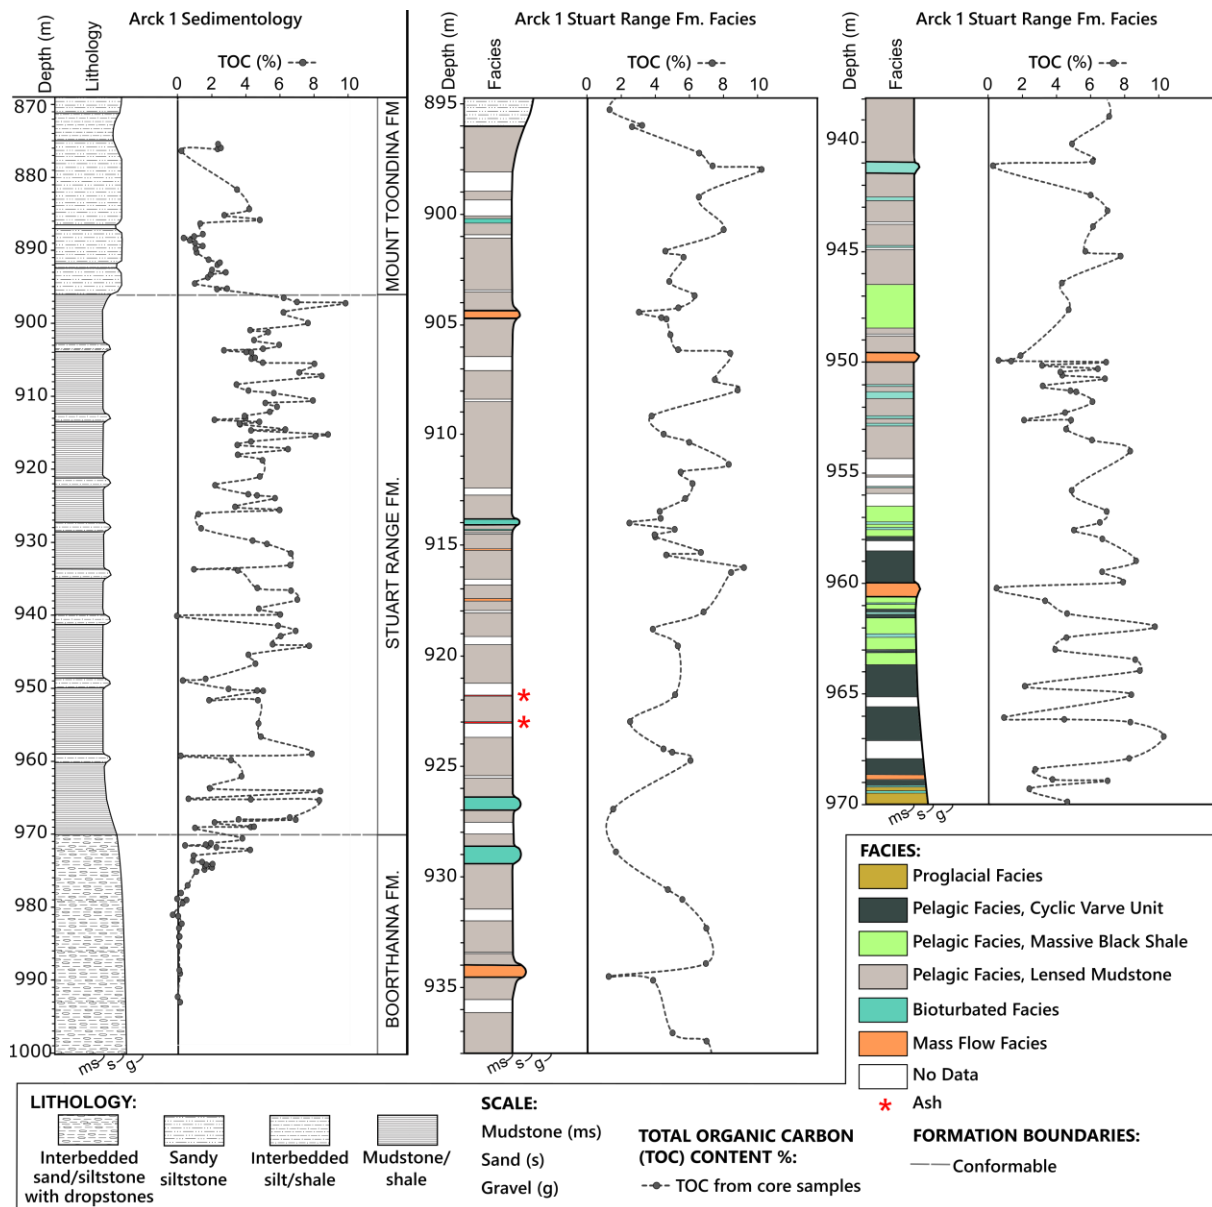 Arck 1 Sedimentology
Depth (m)
Lithology
TOC (%)
0 2 4 6 8 10
870
880
890
900
910
920
930
940
950
960
970
980
990
1000
ms s g
MOUNT TOONDINA FM
STUART RANGE FM.
BOORTHANNA FM.
Arck 1 Stuart Range Fm. Facies
Depth (m)
Facies
TOC (%)
0 2 4 6 8 10
895
900
905
910
915
920
925
930
935
*
*
ms s g
Arck 1 Stuart Range Fm. Facies
Depth (m)
Facies
TOC (%)
0 2 4 6 8 10
940
945
950
955
960
965
970
ms s g
FACIES:
Proglacial Facies
Pelagic Facies, Cyclic Varve Unit
Pelagic Facies, Massive Black Shale
Pelagic Facies, Lensed Mudstone
Bioturbated Facies
Mass Flow Facies
No Data
* Ash
LITHOLOGY:
Interbedded
sand/siltstone
with dropstones
Sandy
siltstone
Interbedded
silt/shale
Mudstone/
shale
SCALE:
Mudstone (ms)
Sand (s)
Gravel (g)
TOTAL ORGANIC CARBON
(TOC) CONTENT %:
TOC from core samples
FORMATION BOUNDARIES:
Conformable